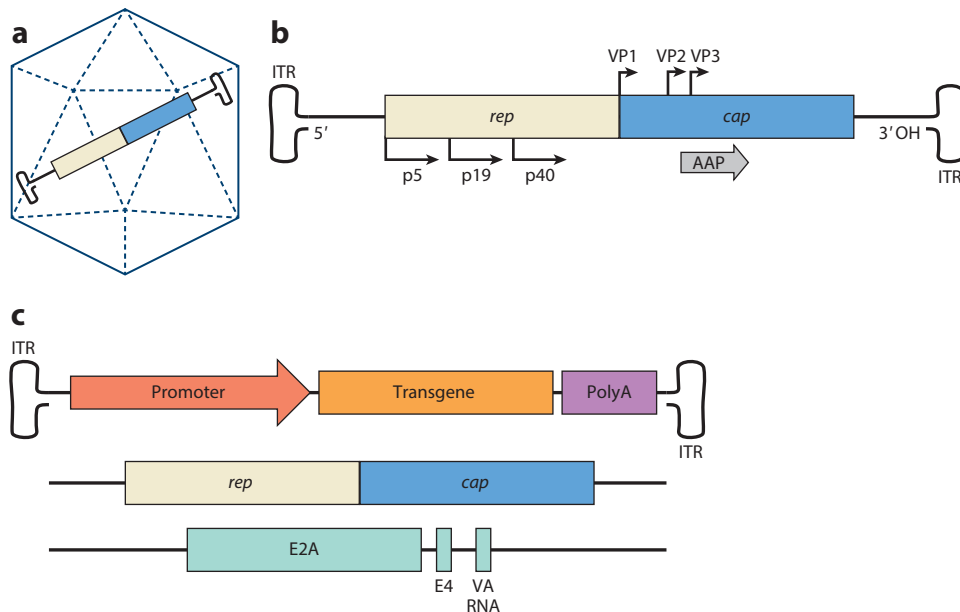 a
b
ITR
VP1
VP2
VP3
rep
cap
5′
3′ OH
p5
p19
p40
AAP
ITR
c
ITR
Promoter
Transgene
PolyA
ITR
rep
cap
E2A
E4
VA
RNA